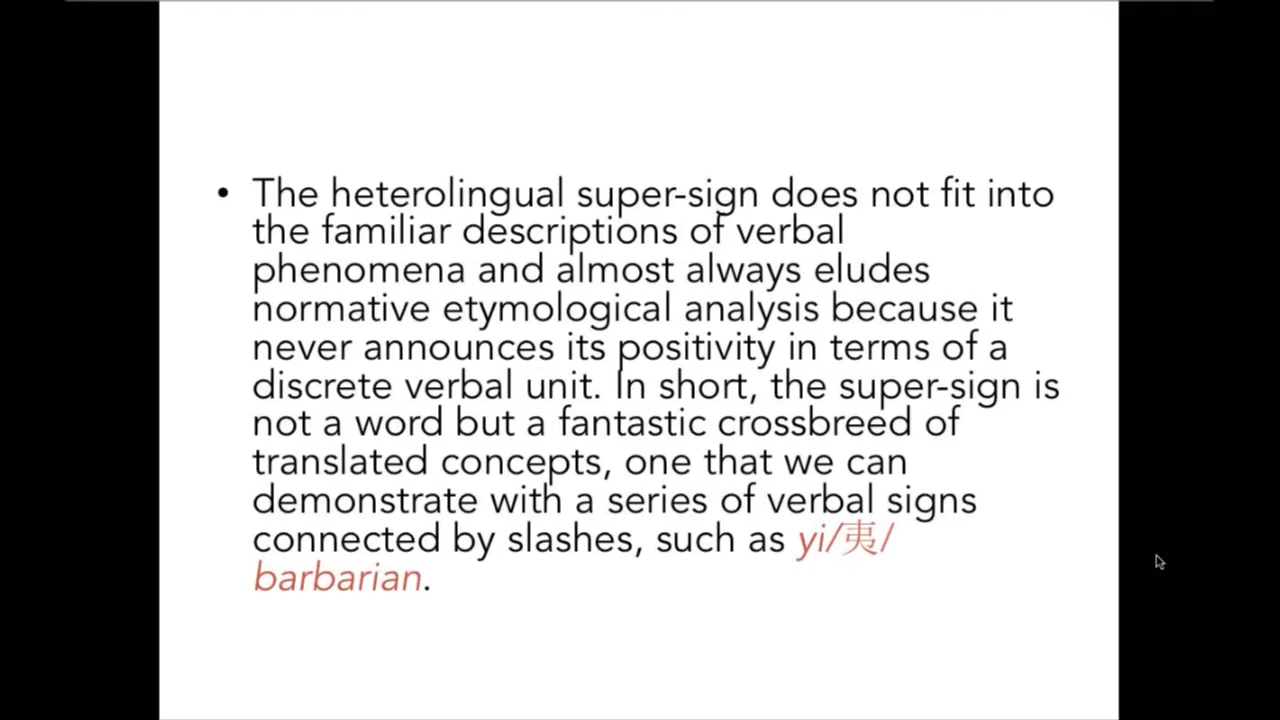 • The heterolingual super-sign does not fit into
the familiar descriptions of verbal
phenomena and almost always eludes
normative etymological analysis because it
never announces its positivity in terms of a
discrete verbal unit. In short, the super-sign is
not a word but a fantastic crossbreed of
translated concepts, one that we can
demonstrate with a series of verbal signs
connected by slashes, such as yi/夷/
barbarian.